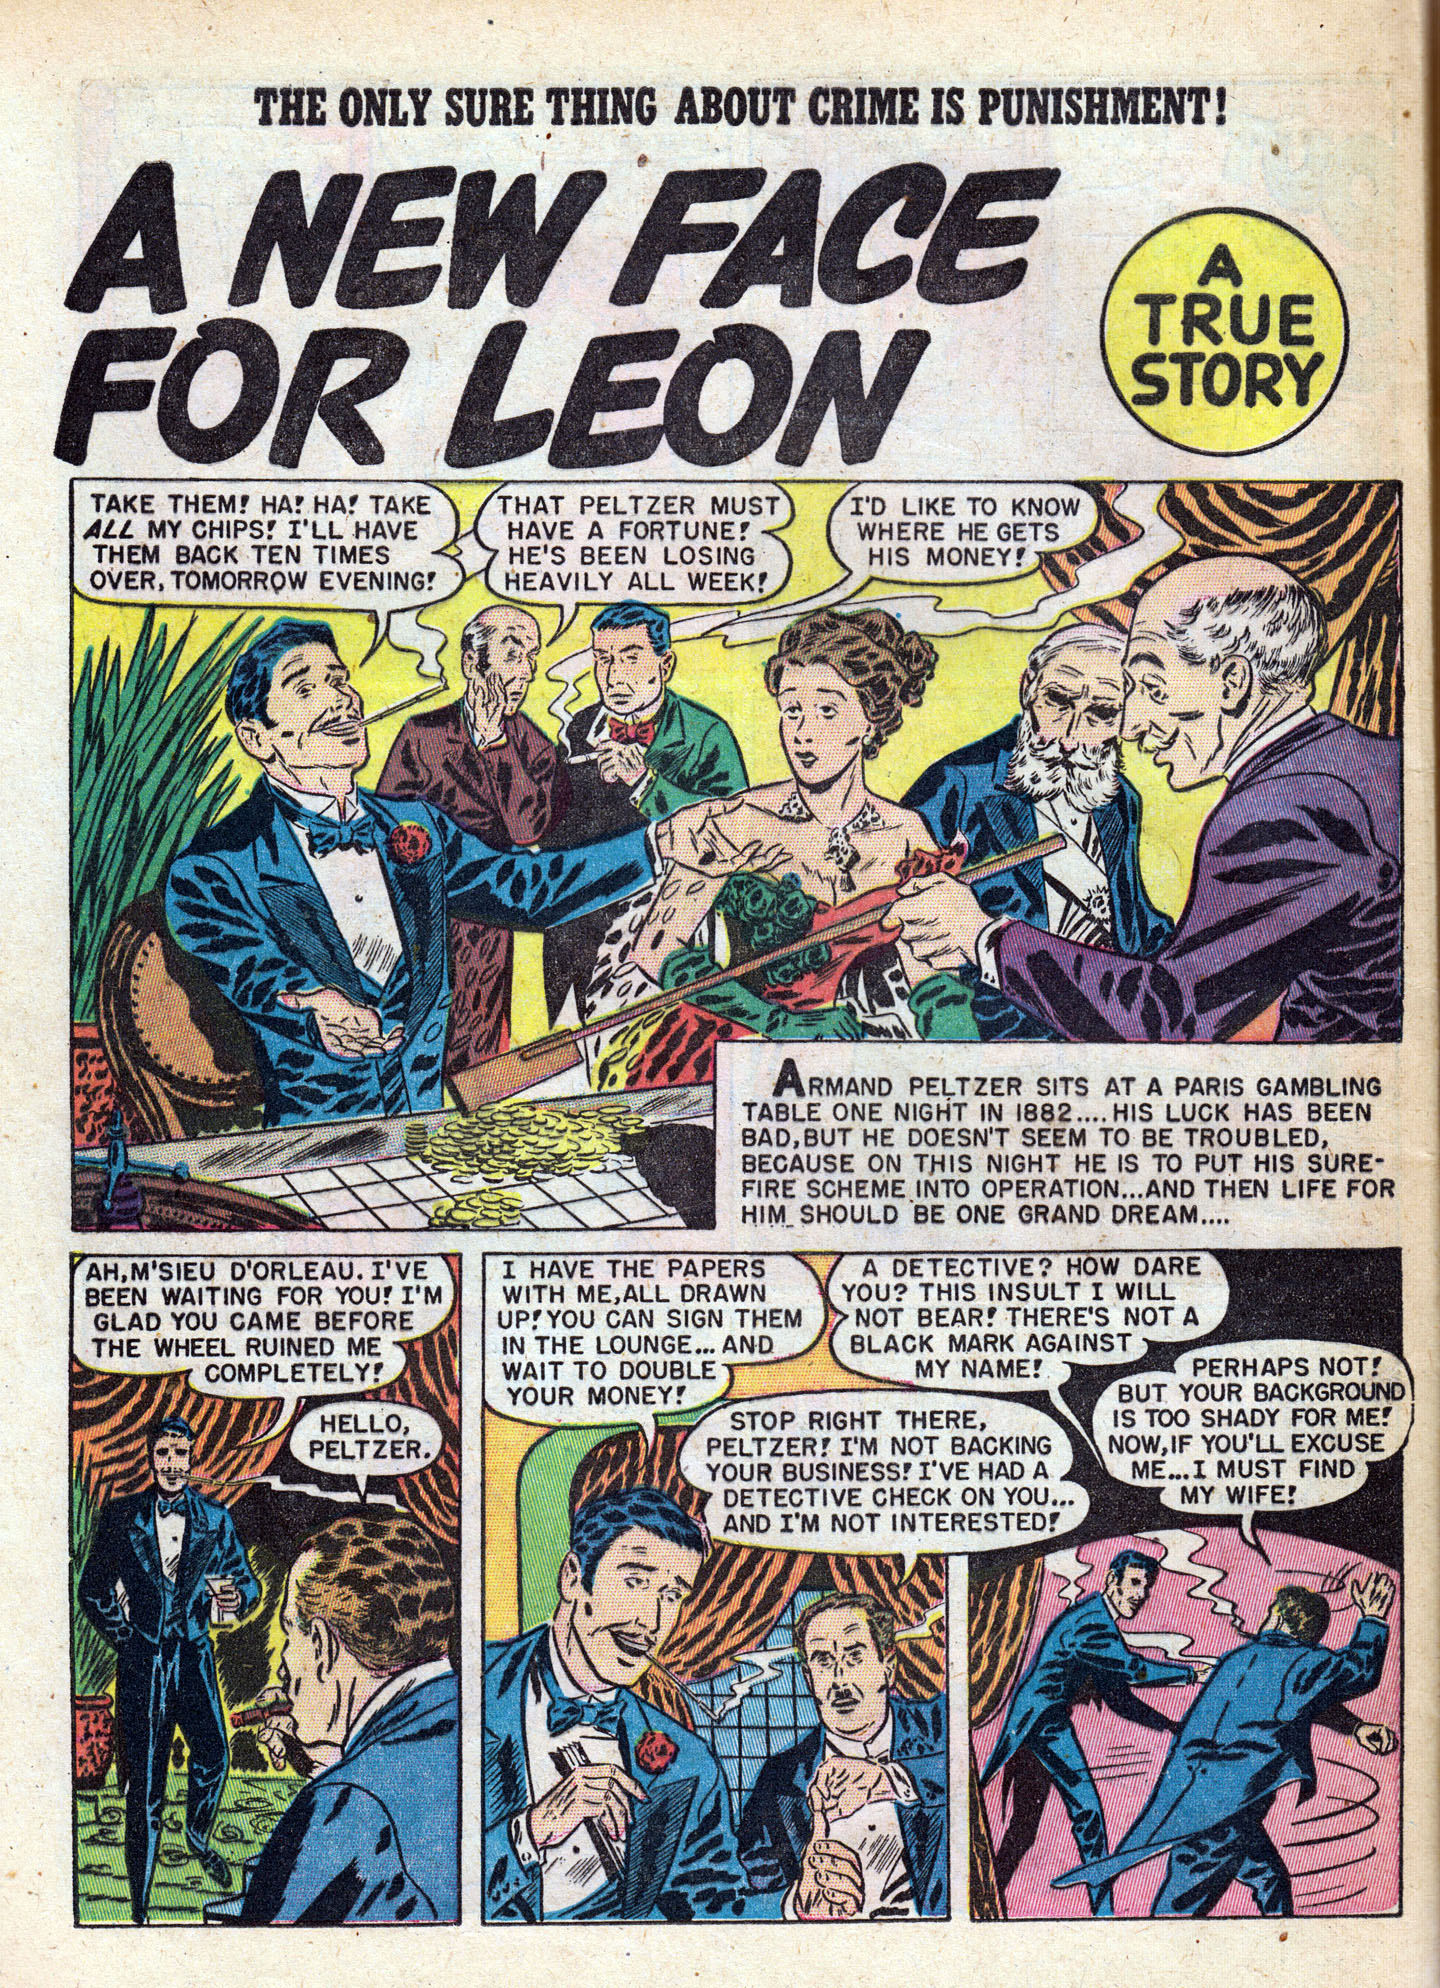 THE ONLY SURE THING ABOUT CRIME IS PUNISHMENT!
A NEW FACE
FOR LEON
A
TRUE
STORY
TAKE THEM! HA! HA! TAKE
ALL MY CHIPS! I'LL HAVE
THEM BACK TEN TIMES
OVER, TOMORROW EVENING!
THAT PELTZER MUST
HAVE A FORTUNE!
HE'S BEEN LOSING
HEAVILY ALL WEEK!
I'D LIKE TO KNOW
WHERE HE GETS
HIS MONEY!
ARMAND PELTZER SITS AT A PARIS GAMBLING
TABLE ONE NIGHT IN 1882....HIS LUCK HAS BEEN
BAD, BUT HE DOESN'T SEEM TO BE TROUBLED,
BECAUSE ON THIS NIGHT HE IS TO PUT HIS SURE-
FIRE SCHEME INTO OPERATION...AND THEN LIFE FOR
HIM SHOULD BE ONE GRAND DREAM....
AH, M'SIEU D'ORLEAU. I'VE
BEEN WAITING FOR YOU! I'M
GLAD YOU CAME BEFORE
THE WHEEL RUINED ME
COMPLETELY!
HELLO,
PELTZER.
I HAVE THE PAPERS
WITH ME, ALL DRAWN
UP! YOU CAN SIGN THEM
IN THE LOUNGE... AND
WAIT TO DOUBLE
YOUR MONEY!
STOP RIGHT THERE,
PELTZER! I'M NOT BACKING
YOUR BUSINESS! I'VE HAD A
DETECTIVE CHECK ON YOU...
AND I'M NOT INTERESTED!
A DETECTIVE? HOW DARE
YOU? THIS INSULT I WILL
NOT BEAR! THERE'S NOT A
BLACK MARK AGAINST
MY NAME!
PERHAPS NOT!
BUT YOUR BACKGROUND
IS TOO SHADY FOR ME!
NOW, IF YOU'LL EXCUSE
ME...I MUST FIND
MY WIFE!